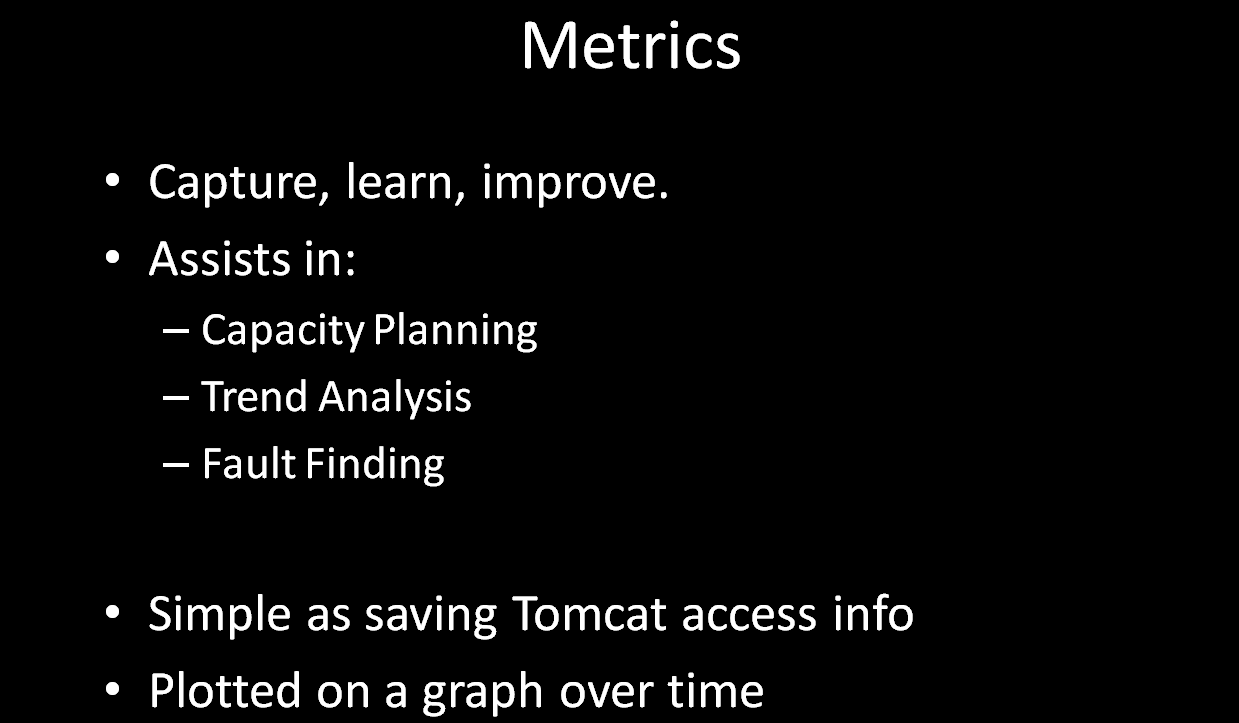 Metrics
• Capture, learn, improve.
• Assists in:
– Capacity Planning
– Trend Analysis
– Fault Finding
• Simple as saving Tomcat access info
• Plotted on a graph over time